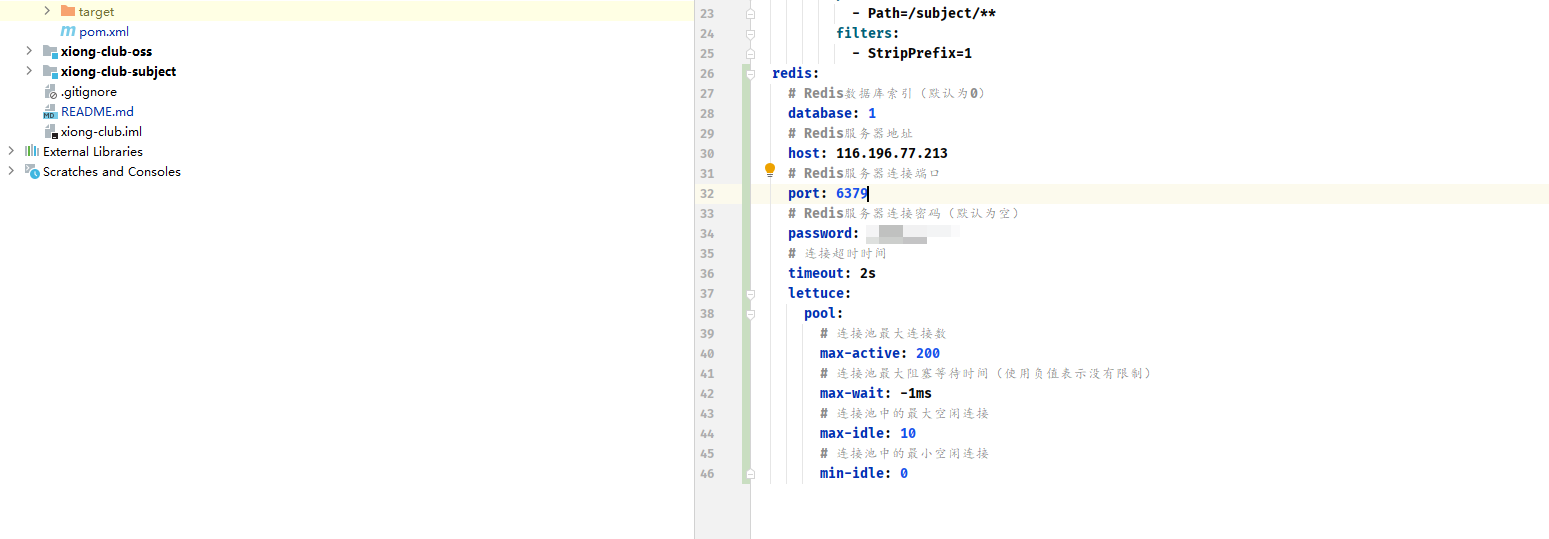 target
pom.xml
xiong-club-oss
xiong-club-subject
.gitignore
README.md
xiong-club.iml
External Libraries
Scratches and Consoles
23 - Path=/subject/**
24 filters:
25 - StripPrefix=1
26 redis:
27 # Redis数据库索引（默认为0）
28 database: 1
29 # Redis服务器地址
30 host: 116.196.77.213
31 # Redis服务器连接端口
32 port: 6379
33 # Redis服务器连接密码（默认为空）
34 password:
35 # 连接超时时间
36 timeout: 2s
37 lettuce:
38 pool:
39 # 连接池最大连接数
40 max-active: 200
41 # 连接池最大阻塞等待时间（使用负值表示没有限制）
42 max-wait: -1ms
43 # 连接池中的最大空闲连接
44 max-idle: 10
45 # 连接池中的最小空闲连接
46 min-idle: 0